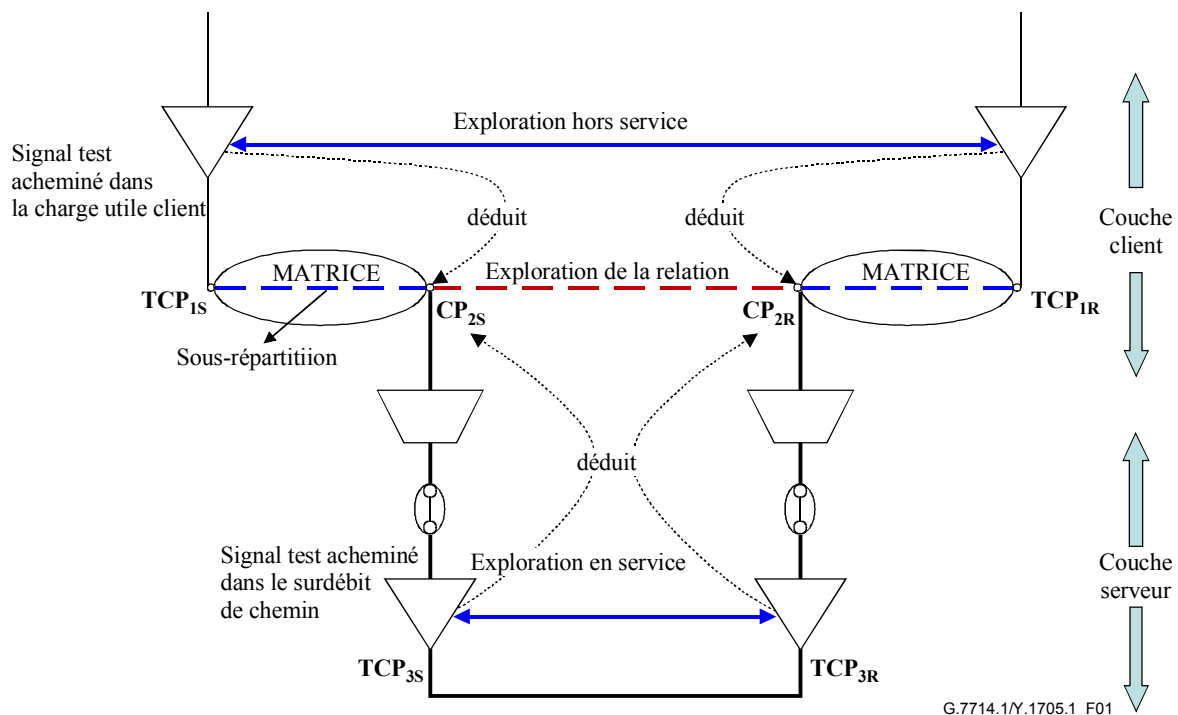 Exploration hors service
Signal test
acheminé dans
la charge utile client
déduit
déduit
Couche
client
MATRICE
Exploration de la relation
MATRICE
TCP1S
CP2S
CP2R
TCP1R
Sous-répartitiion
déduit
Signal test acheminé
dans le surdébit
de chemin
Exploration en service
Couche
serveur
TCP3S
TCP3R
G.7714.1/Y.1705.1_F01